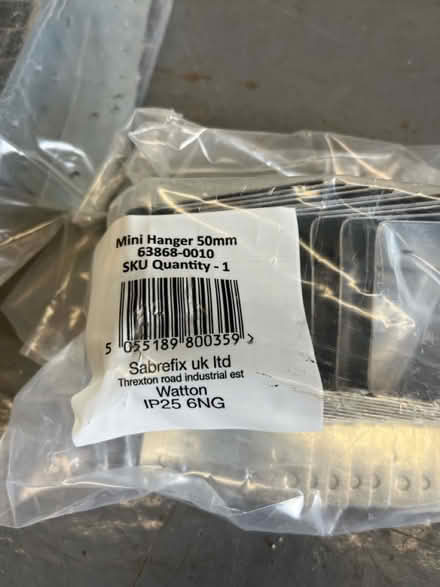 Mini Hanger 50mm
63868-0010
SKU Quantity - 1
5 055189 800359 >
Sabrefix uk ltd
Threxton road industrial est
Watton
IP25 6NG